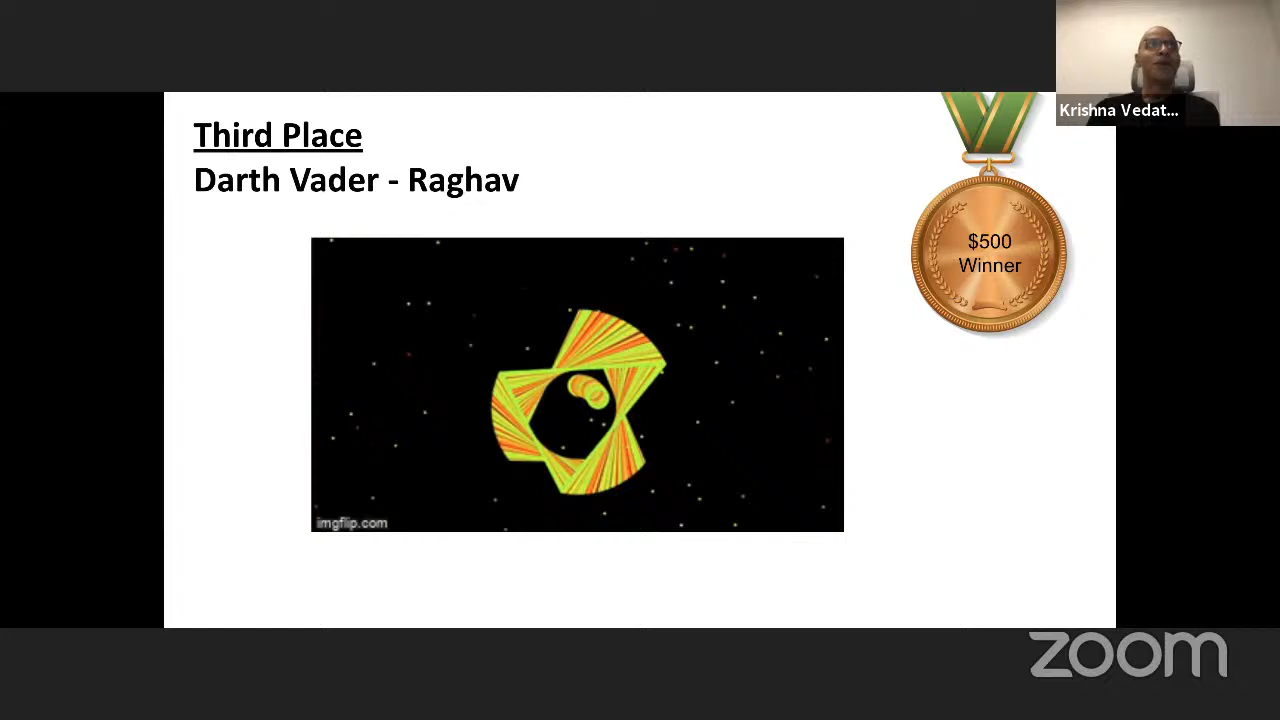 Krishna Vedat...
Third Place
Darth Vader - Raghav
$500
Winner
imgflip.com
zoom